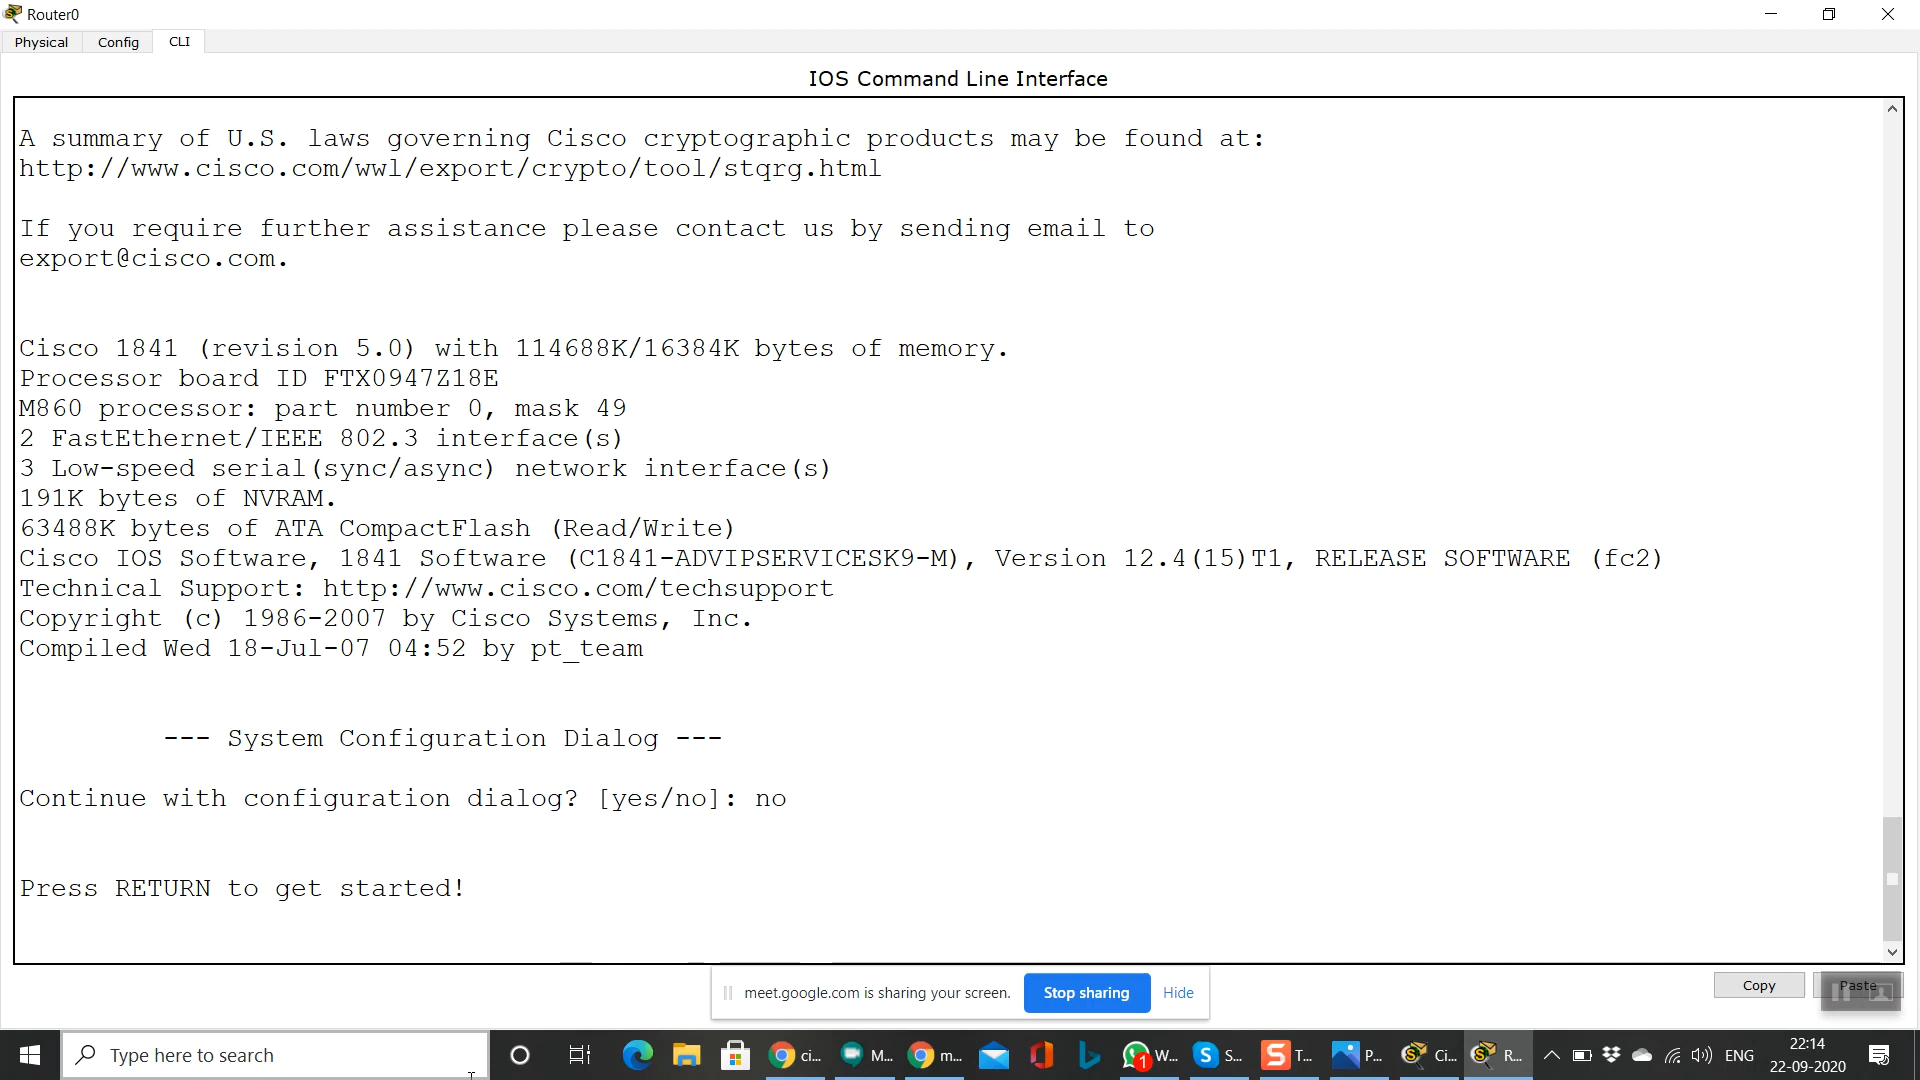 Router0
Physical Config CLI
IOS Command Line Interface
A summary of U.S. laws governing Cisco cryptographic products may be found at:
http://www.cisco.com/wwl/export/crypto/tool/stqrg.html
If you require further assistance please contact us by sending email to
export@cisco.com.
Cisco 1841 (revision 5.0) with 114688K/16384K bytes of memory.
Processor board ID FTX0947Z18E
M860 processor: part number 0, mask 49
2 FastEthernet/IEEE 802.3 interface(s)
3 Low-speed serial(sync/async) network interface(s)
191K bytes of NVRAM.
63488K bytes of ATA CompactFlash (Read/Write)
Cisco IOS Software, 1841 Software (C1841-ADVIPSERVICESK9-M), Version 12.4(15)T1, RELEASE SOFTWARE (fc2)
Technical Support: http://www.cisco.com/techsupport
Copyright (c) 1986-2007 by Cisco Systems, Inc.
Compiled Wed 18-Jul-07 04:52 by pt_team
--- System Configuration Dialog ---
Continue with configuration dialog? [yes/no]: no
Press RETURN to get started!
meet.google.com is sharing your screen. Stop sharing Hide
Copy Paste
Type here to search
ci... M... m... 1 W... S... T... P... Ci... R...
ENG
22:14
22-09-2020